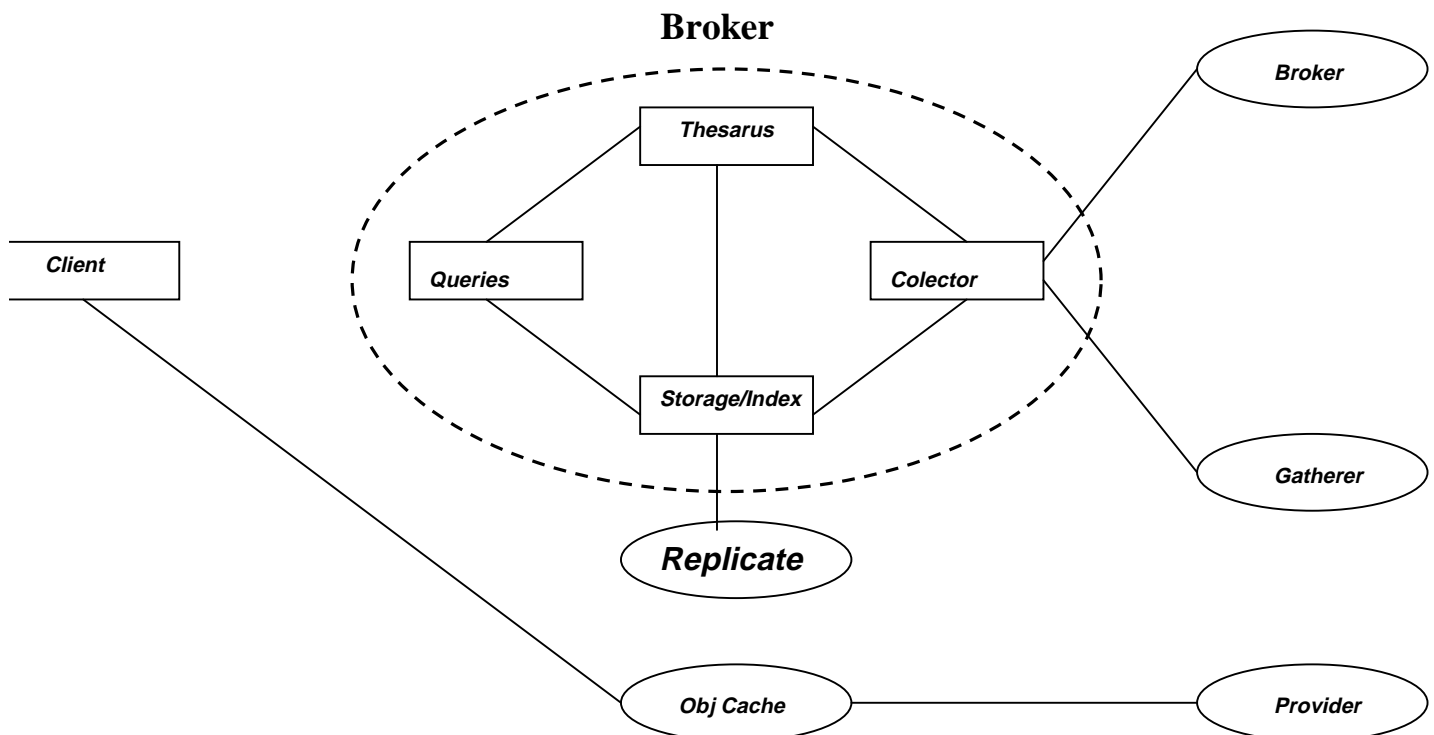 Broker
Broker
Thesarus
Client
Queries
Colector
Storage/Index
Gatherer
Replicate
Obj Cache
Provider